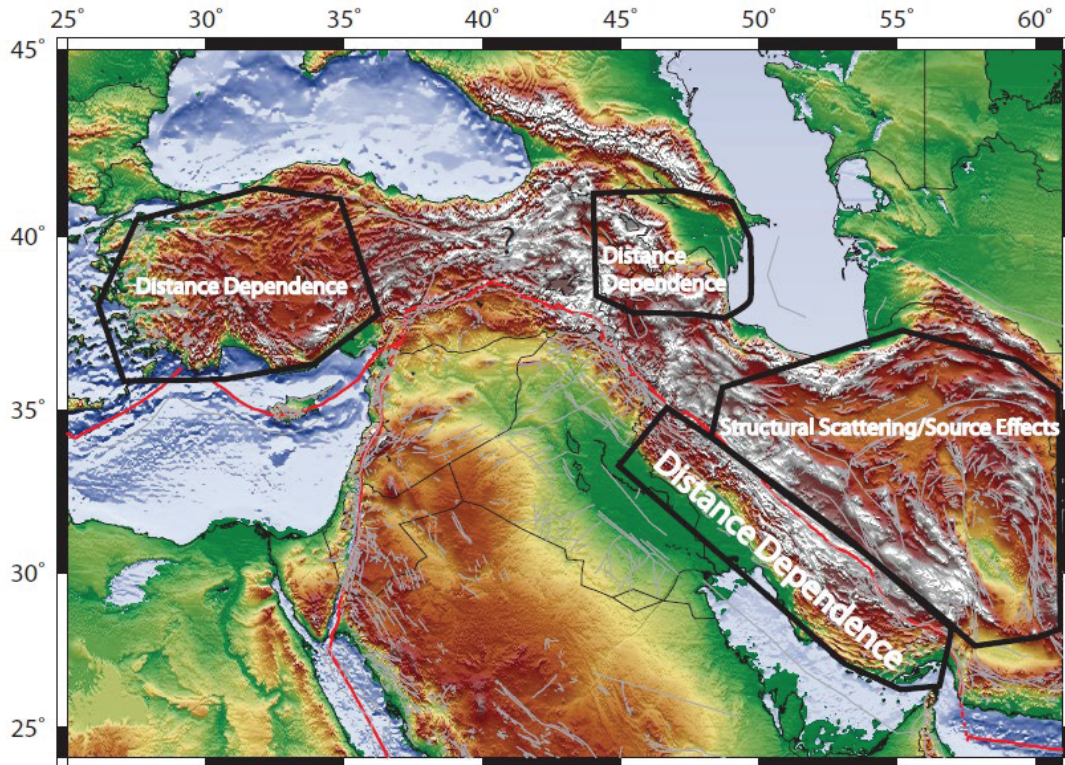 25° 30° 35° 40° 45° 50° 55° 60°
45°
40°
35°
30°
25°
?
Distance Dependence
Distance
Dependence
Structural Scattering/Source Effects
Distance Dependence